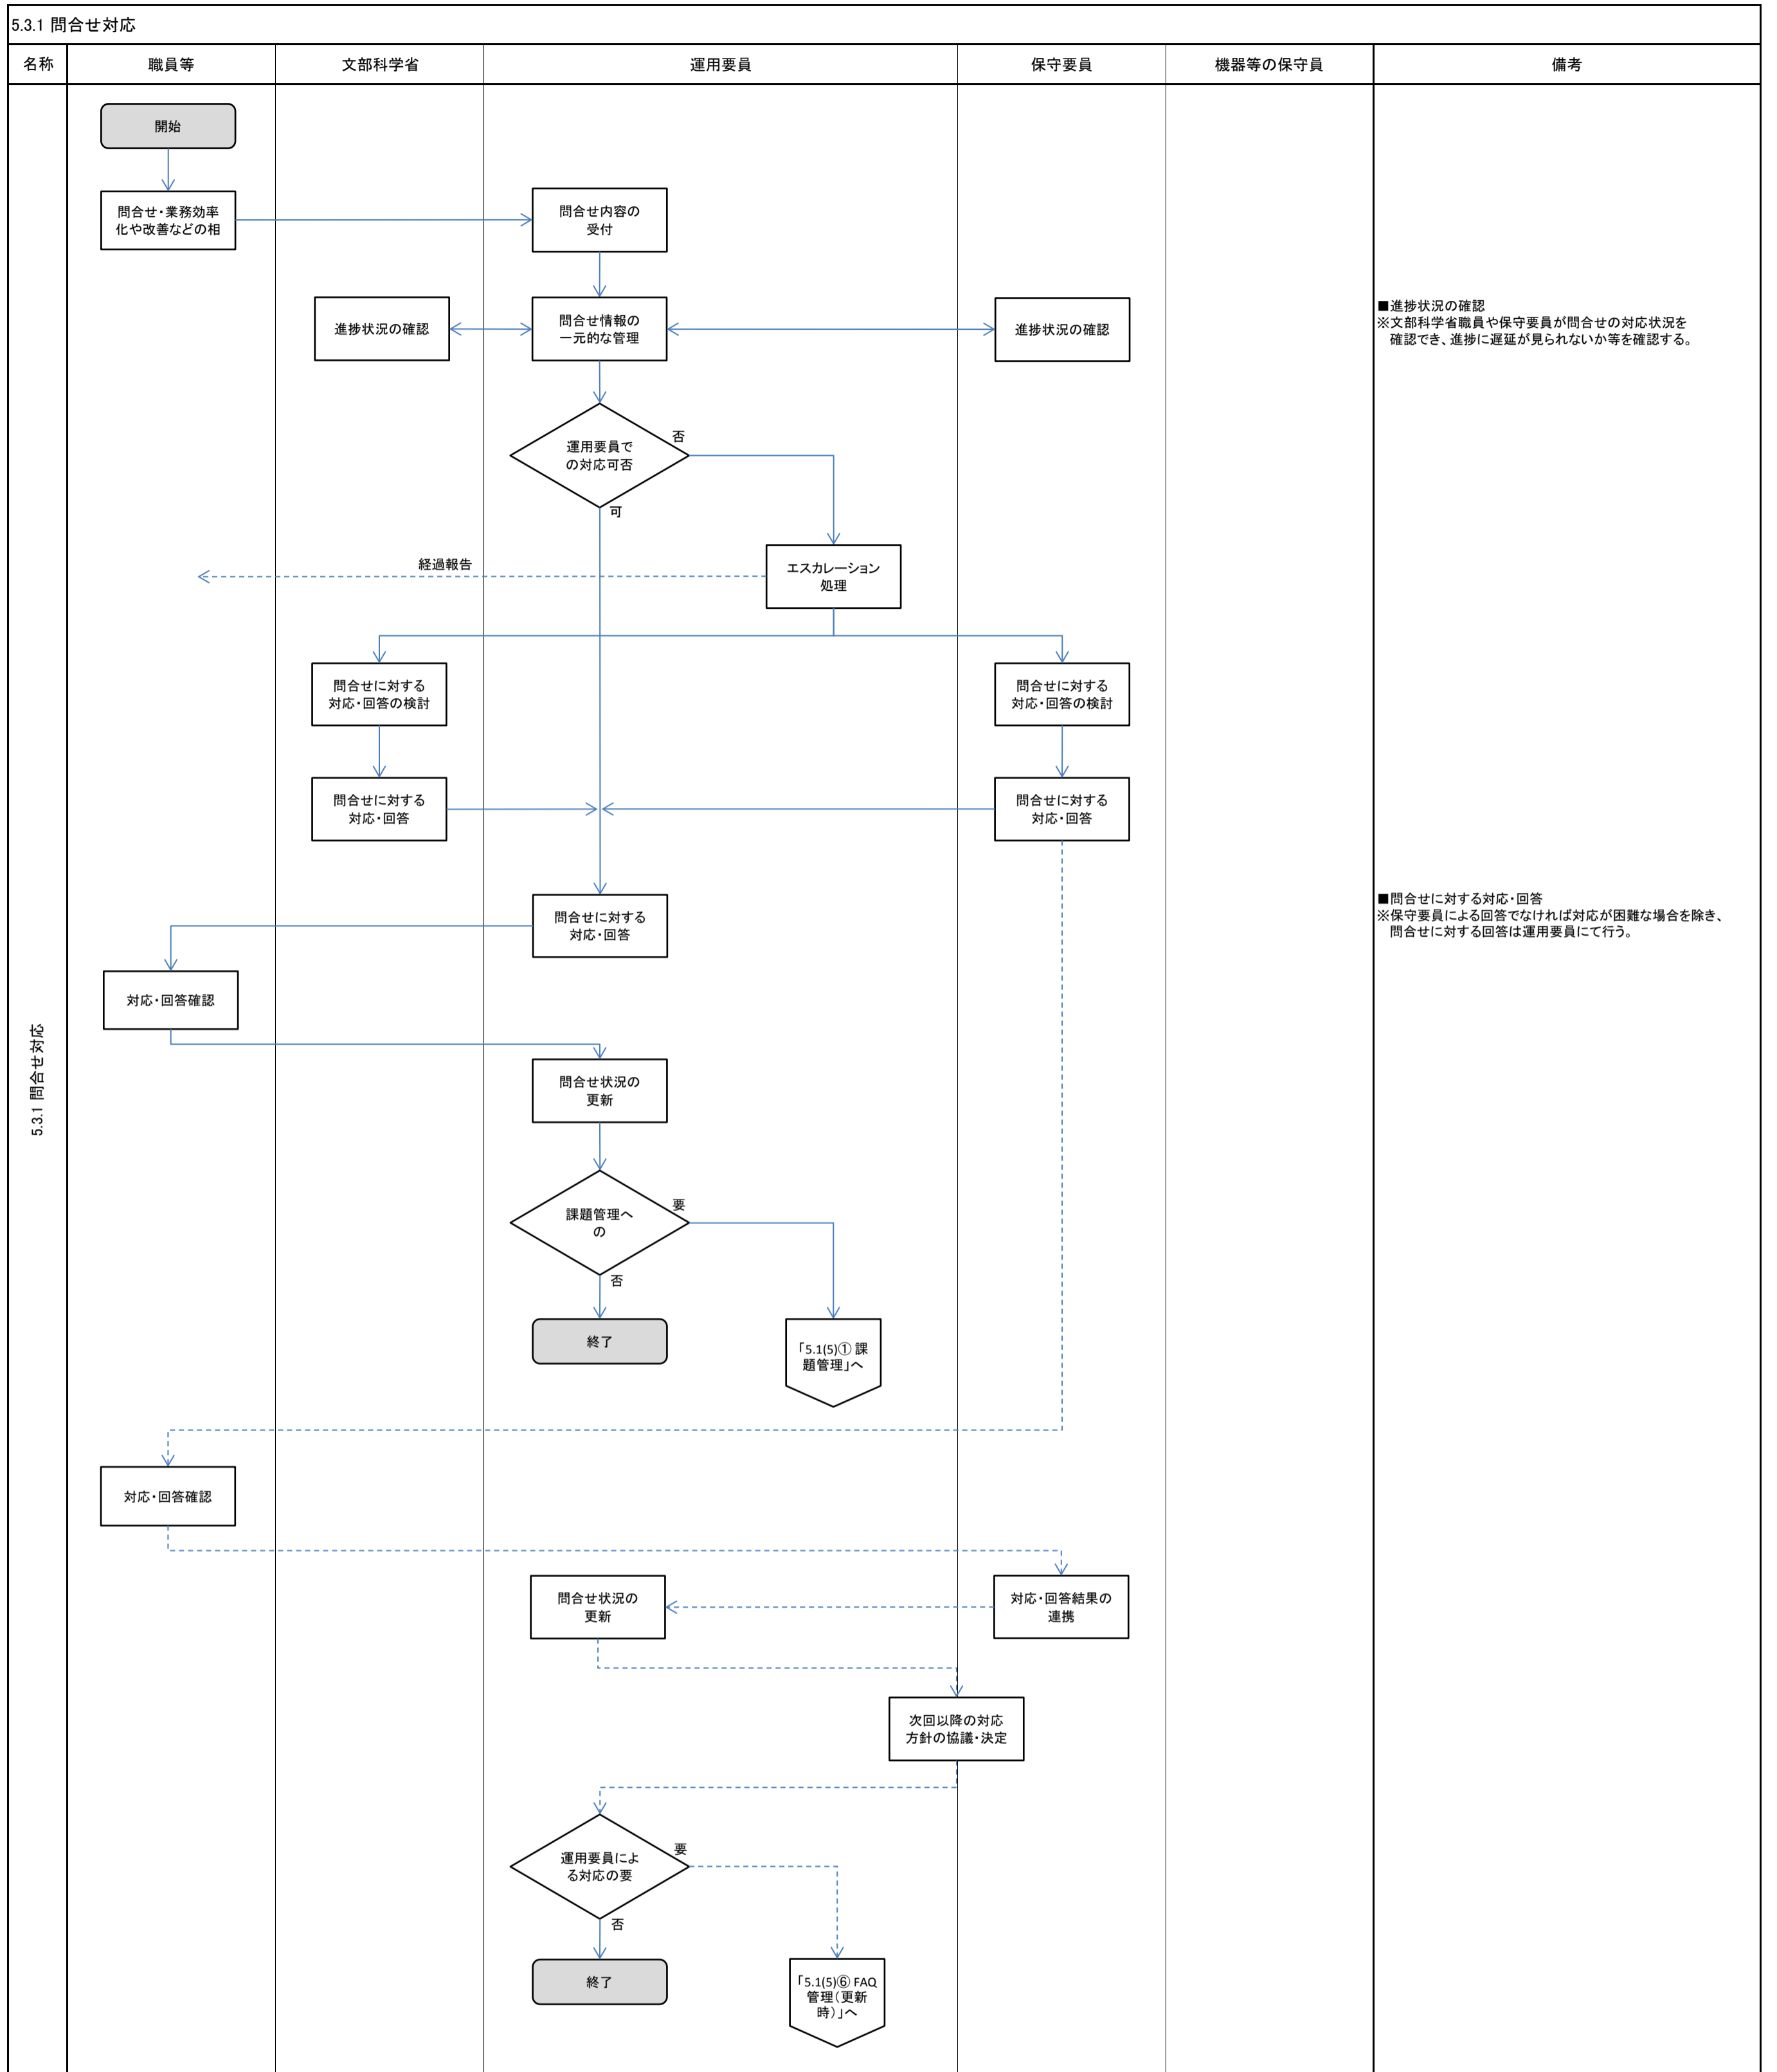 5.3.1 問合せ対応
名称
職員等
文部科学省
運用要員
保守要員
機器等の保守員
備考
5.3.1 問合せ対応
開始
問合せ・業務効率
化や改善などの相
問合せ内容の
受付
進捗状況の確認
問合せ情報の
一元的な管理
進捗状況の確認
■進捗状況の確認
※文部科学省職員や保守要員が問合せの対応状況を
確認でき、進捗に遅延が見られないか等を確認する。
運用要員で
の対応可否
否
可
経過報告
エスカレーション
処理
問合せに対する
対応・回答の検討
問合せに対する
対応・回答の検討
問合せに対する
対応・回答
問合せに対する
対応・回答
問合せに対する
対応・回答
■問合せに対する対応・回答
※保守要員による回答でなければ対応が困難な場合を除き、
問合せに対する回答は運用要員にて行う。
対応・回答確認
問合せ状況の
更新
課題管理へ
の
要
否
終了
「5.1(5)① 課
題管理」へ
対応・回答確認
問合せ状況の
更新
対応・回答結果の
連携
次回以降の対応
方針の協議・決定
運用要員によ
る対応の要
要
否
終了
「5.1(5)⑥ FAQ
管理（更新
時）」へ